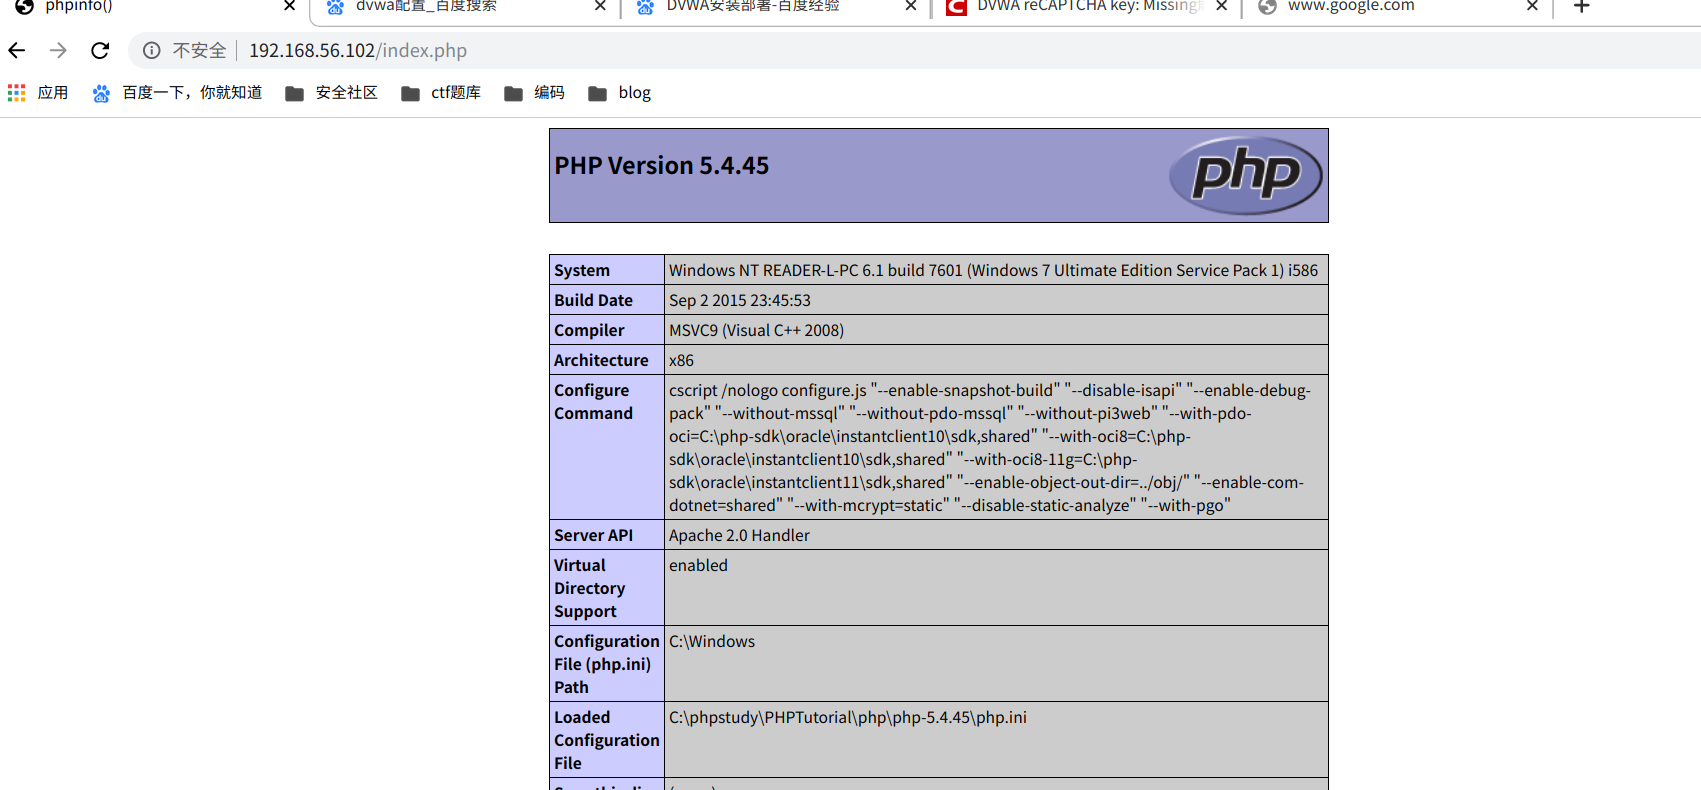 phpinfo()
dvwa配置_百度搜索
DVWA安装部署-百度经验
DVWA reCAPTCHA key: Missing
www.google.com
不安全 192.168.56.102/index.php
应用 百度一下，你就知道 安全社区 ctf题库 编码 blog
PHP Version 5.4.45
php
System Windows NT READER-L-PC 6.1 build 7601 (Windows 7 Ultimate Edition Service Pack 1) i586
Build Date Sep 2 2015 23:45:53
Compiler MSVC9 (Visual C++ 2008)
Architecture x86
Configure cscript /nologo configure.js "--enable-snapshot-build" "--disable-isapi" "--enable-debug-
Command pack" "--without-mssql" "--without-pdo-mssql" "--without-pi3web" "--with-pdo-
oci=C:\php-sdk\oracle\instantclient10\sdk,shared" "--with-oci8=C:\php-
sdk\oracle\instantclient10\sdk,shared" "--with-oci8-11g=C:\php-
sdk\oracle\instantclient11\sdk,shared" "--enable-object-out-dir=../obj/" "--enable-com-
dotnet=shared" "--with-mcrypt=static" "--disable-static-analyze" "--with-pgo"
Server API Apache 2.0 Handler
Virtual enabled
Directory
Support
Configuration C:\Windows
File (php.ini)
Path
Loaded C:\phpstudy\PHPTutorial\php\php-5.4.45\php.ini
Configuration
File